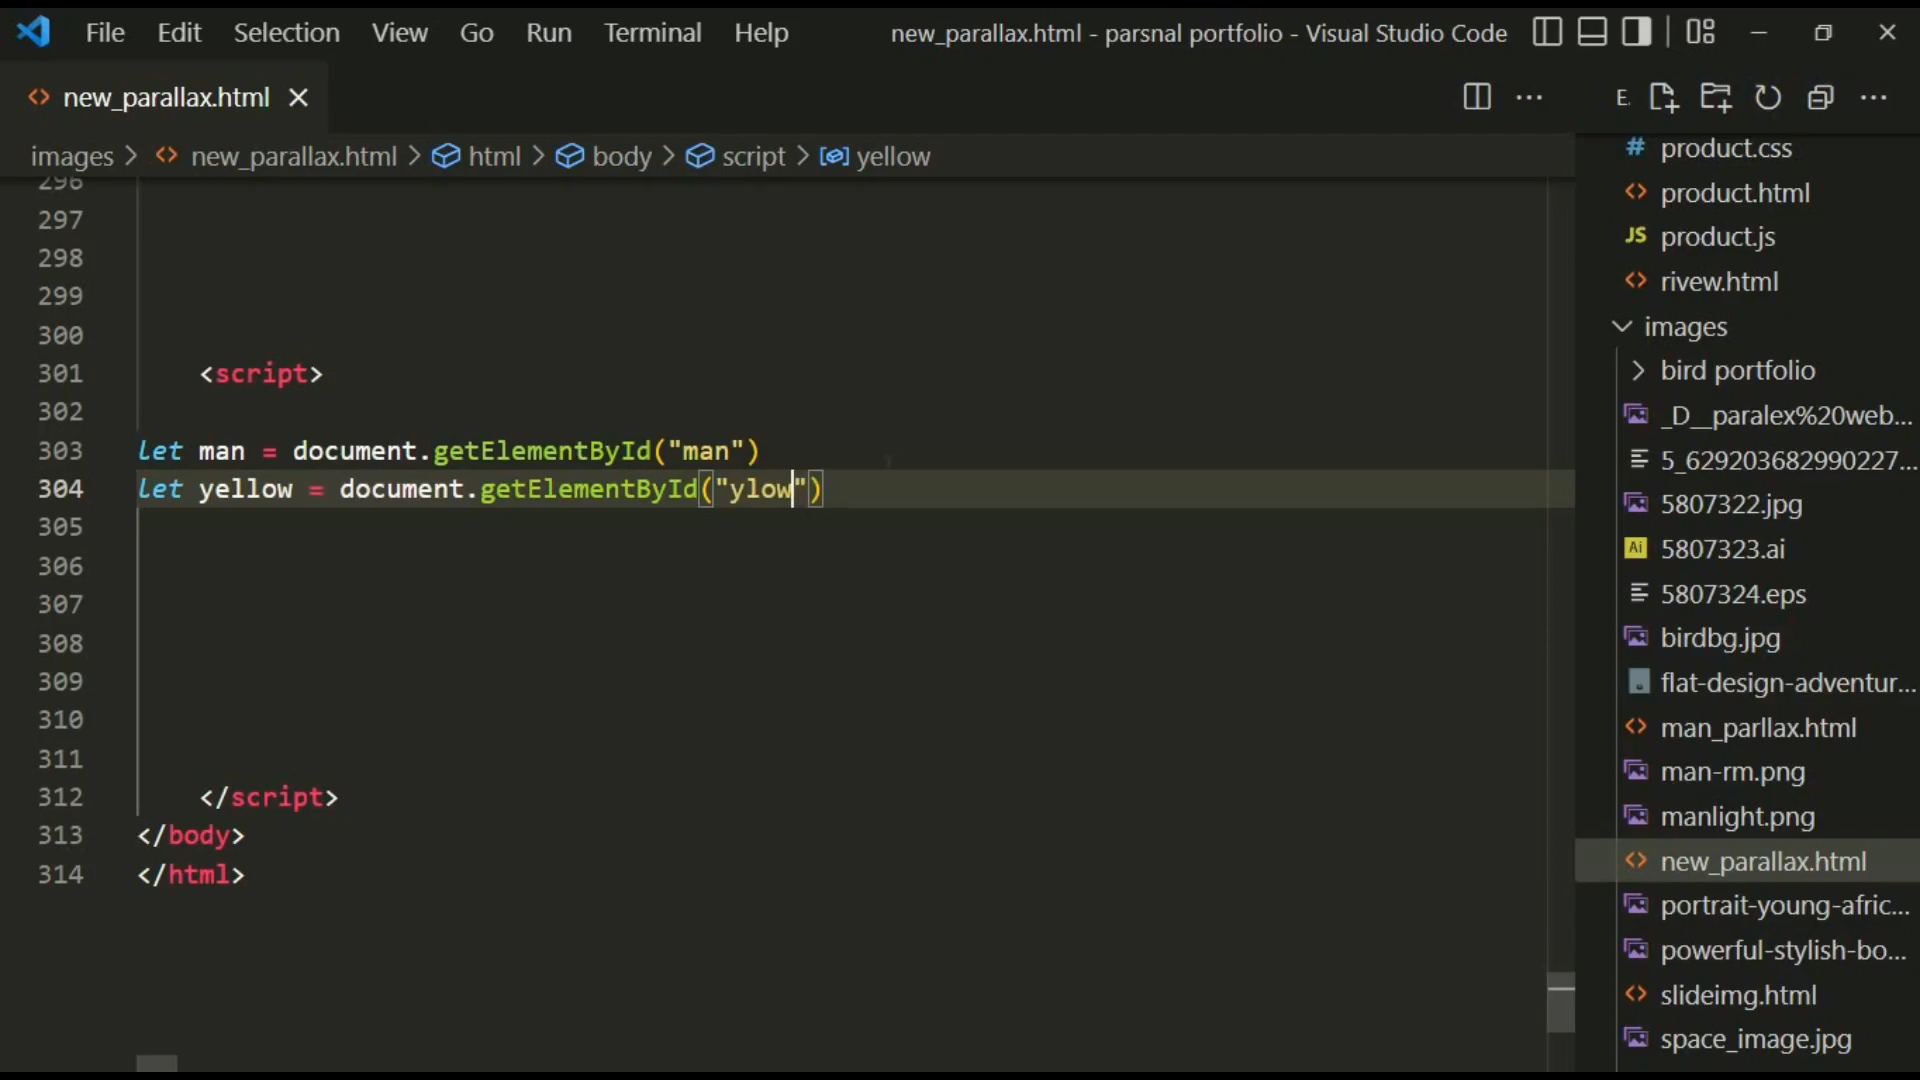 File Edit Selection View Go Run Terminal Help new_parallax.html - parsnal portfolio - Visual Studio Code
new_parallax.html
E.
images > new_parallax.html > html > body > script > yellow
296
297
298
299
300
301 <script>
302
303 let man = document.getElementById("man")
304 let yellow = document.getElementById("ylow")
305
306
307
308
309
310
311
312 </script>
313 </body>
314 </html>
# product.css
<> product.html
JS product.js
<> rivew.html
images
> bird portfolio
_D__paralex%20web...
5_629203682990227...
5807322.jpg
Ai 5807323.ai
5807324.eps
birdbg.jpg
flat-design-adventur...
<> man_parllax.html
man-rm.png
manlight.png
<> new_parallax.html
portrait-young-afric...
powerful-stylish-bo...
<> slideimg.html
space_image.jpg